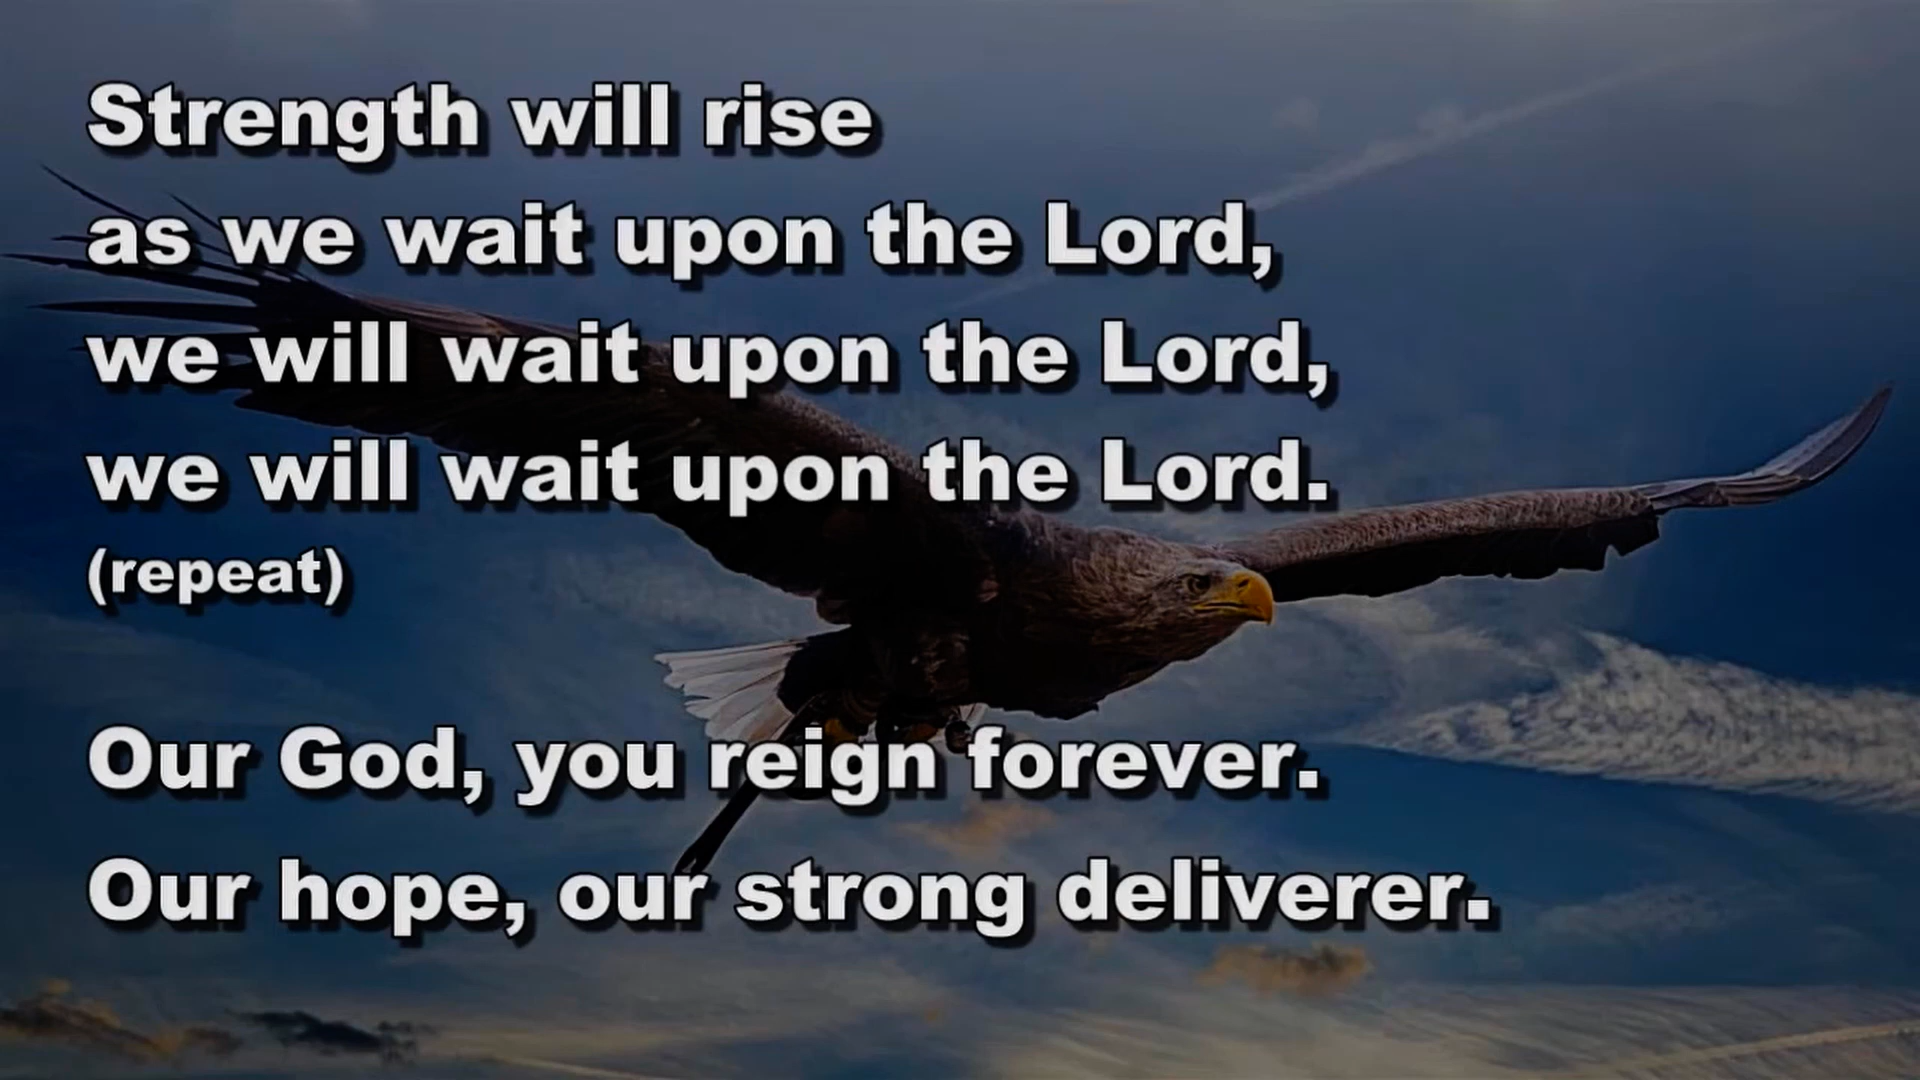 Strength will rise
as we wait upon the Lord,
we will wait upon the Lord,
we will wait upon the Lord.
(repeat)
Our God, you reign forever.
Our hope, our strong deliverer.